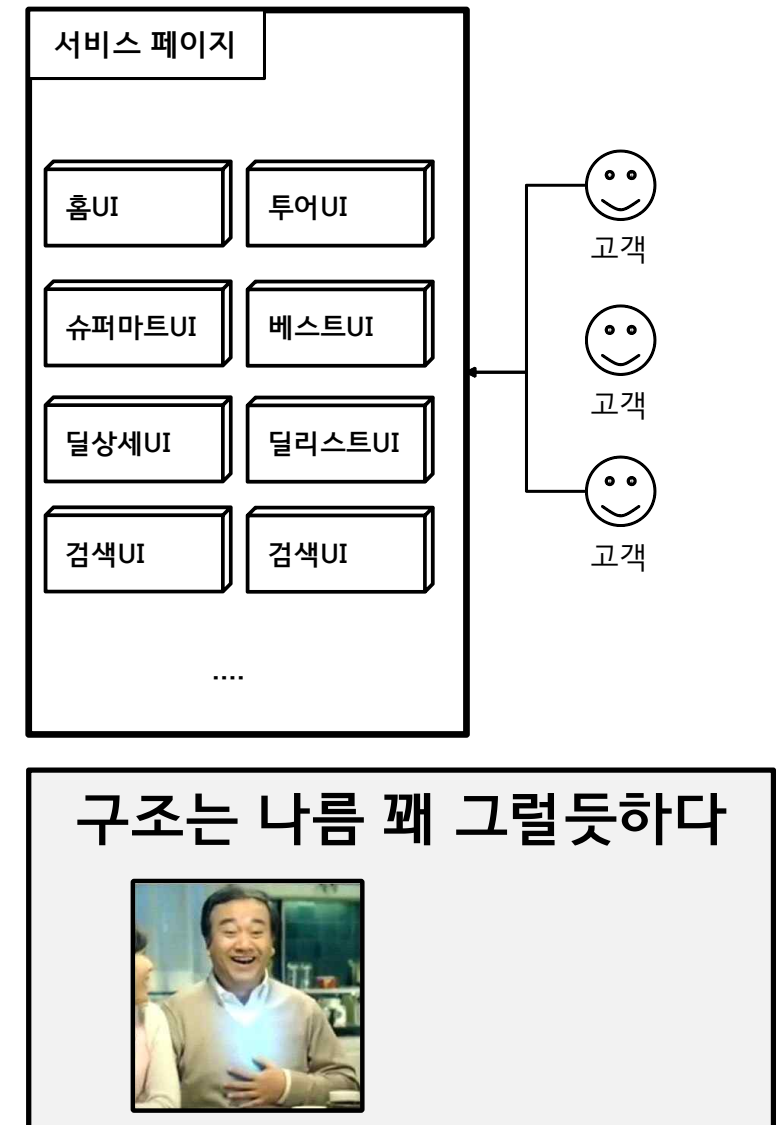 서비스 페이지
홈UI
투어UI
슈퍼마트UI
베스트UI
딜상세UI
딜리스트UI
검색UI
검색UI
....
고객
고객
고객
구조는 나름 꽤 그럴듯하다